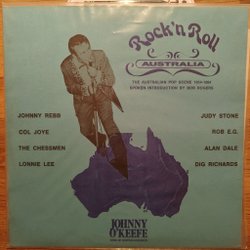 Rock'n Roll
AUSTRALIA
THE AUSTRALIAN POP SCENE 1954-1964
SPOKEN INTRODUCTION BY BOB ROGERS
JOHNNY REBB
COL JOYE
THE CHESSMEN
LONNIE LEE
JUDY STONE
ROB E.G.
ALAN DALE
DIG RICHARDS
JOHNNY
O'KEEFE